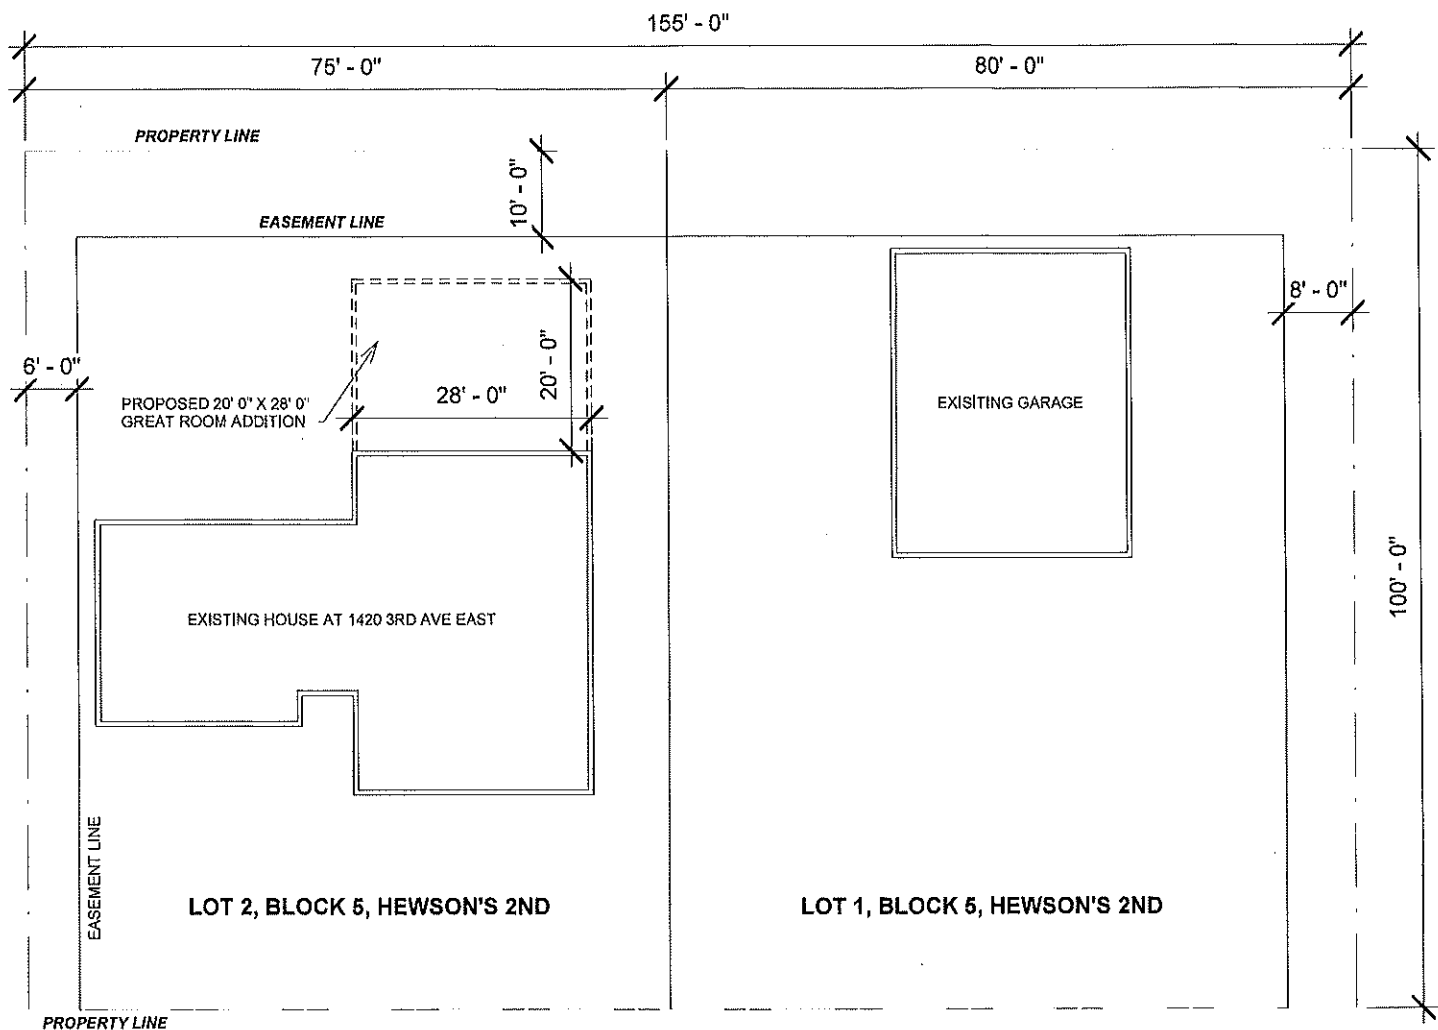 155' - 0"
75' - 0"
80' - 0"
PROPERTY LINE
10' - 0"
EASEMENT LINE
8' - 0"
6' - 0"
20' - 0"
28' - 0"
PROPOSED 20' 0" X 28' 0"
GREAT ROOM ADDITION
EXISITING GARAGE
100' - 0"
EXISTING HOUSE AT 1420 3RD AVE EAST
EASEMENT LINE
LOT 2, BLOCK 5, HEWSON'S 2ND
LOT 1, BLOCK 5, HEWSON'S 2ND
PROPERTY LINE